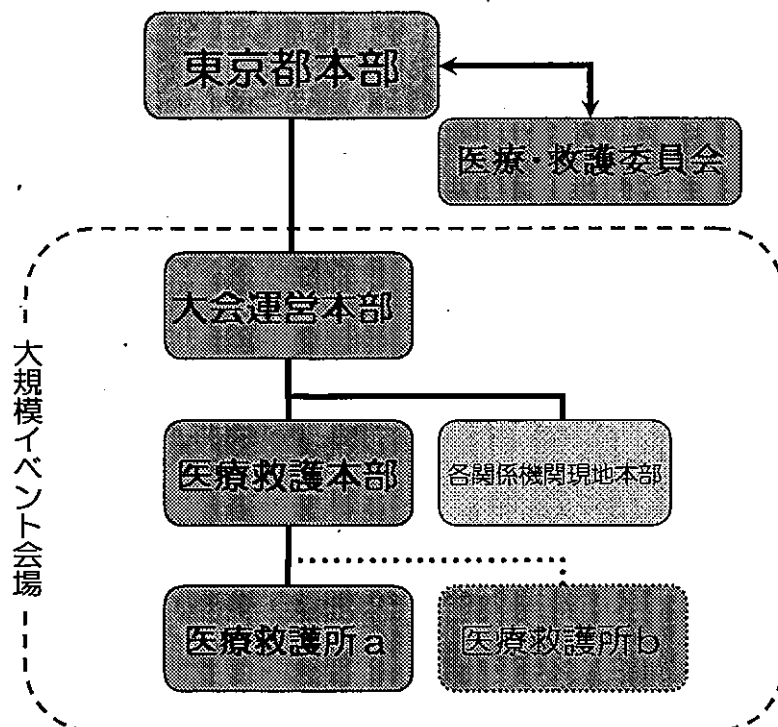 東京都本部
医療・救護委員会
大会運営本部
大規模イベント会場
医療救護本部
各関係機関現地本部
医療救護所a
医療救護所b